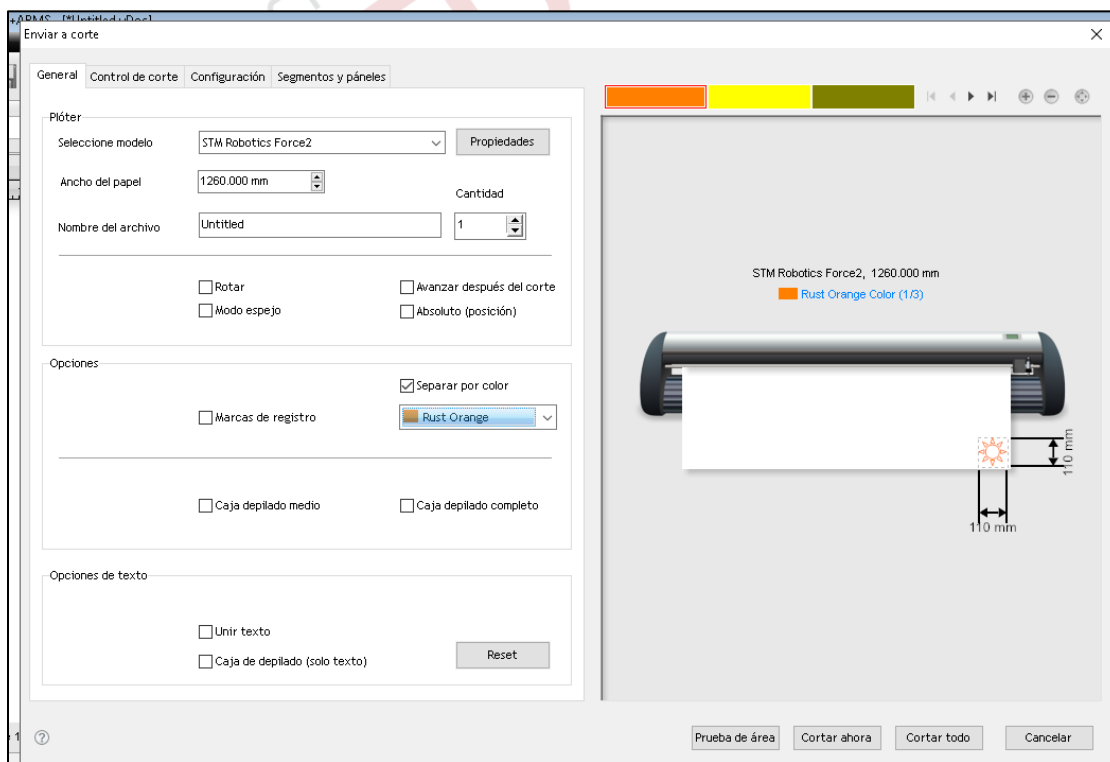 +ARMS - [*Untitled.vDoc]
Enviar a corte
General Control de corte Configuración Segmentos y páneles
Plóter
Seleccione modelo STM Robotics Force2 Propiedades
Ancho del papel 1260.000 mm
Cantidad
Nombre del archivo Untitled 1
Rotar Avanzar después del corte
Modo espejo Absoluto (posición)
Opciones
Separar por color
Marcas de registro Rust Orange
Caja depilado medio Caja depilado completo
Opciones de texto
Unir texto
Caja de depilado (solo texto) Reset
STM Robotics Force2, 1260.000 mm
Rust Orange Color (1/3)
110 mm
110 mm
Prueba de área Cortar ahora Cortar todo Cancelar